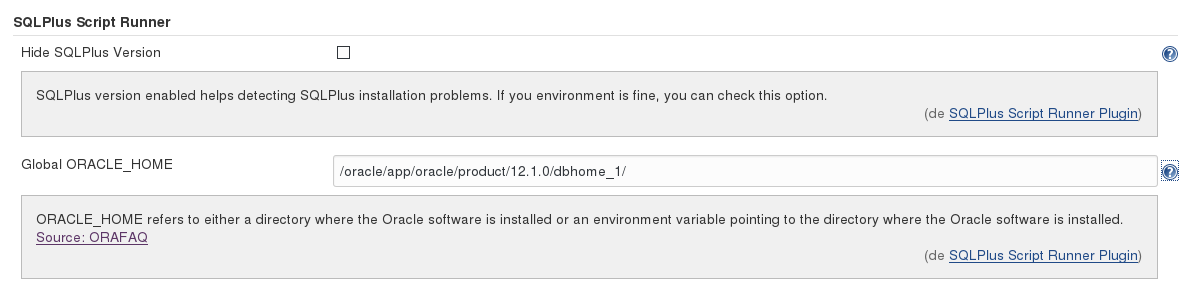 SQLPlus Script Runner
Hide SQLPlus Version
SQLPlus version enabled helps detecting SQLPlus installation problems. If you environment is fine, you can check this option.
(de SQLPlus Script Runner Plugin)
Global ORACLE_HOME
/oracle/app/oracle/product/12.1.0/dbhome_1/
ORACLE_HOME refers to either a directory where the Oracle software is installed or an environment variable pointing to the directory where the Oracle software is installed.
Source: ORAFAQ
(de SQLPlus Script Runner Plugin)